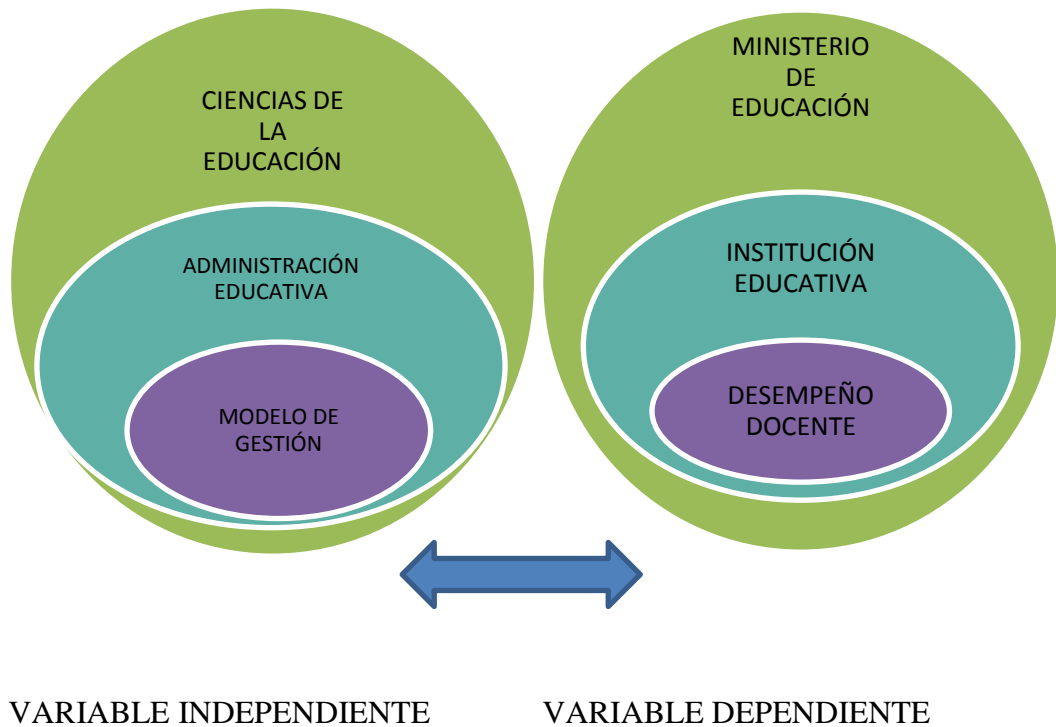 CIENCIAS DE
LA
EDUCACIÓN
ADMINISTRACIÓN
EDUCATIVA
MODELO DE
GESTIÓN
MINISTERIO
DE
EDUCACIÓN
INSTITUCIÓN
EDUCATIVA
DESEMPEÑO
DOCENTE
VARIABLE INDEPENDIENTE
VARIABLE DEPENDIENTE